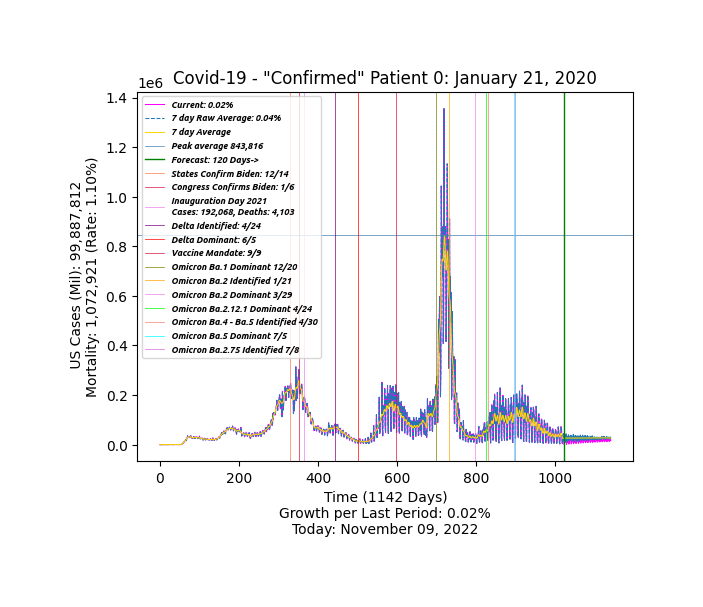 Covid-19 - "Confirmed" Patient 0: January 21, 2020
1e6
1.4
1.2
1.0
0.8
0.6
0.4
0.2
0.0
US Cases (Mil): 99,887,812
Mortality: 1,072,921 (Rate: 1.10%)
Current: 0.02%
7 day Raw Average: 0.04%
7 day Average
Peak average 843,816
Forecast: 120 Days->
States Confirm Biden: 12/14
Congress Confirms Biden: 1/6
Inauguration Day 2021
Cases: 192,068, Deaths: 4,103
Delta Identified: 4/24
Delta Dominant: 6/5
Vaccine Mandate: 9/9
Omicron Ba.1 Dominant 12/20
Omicron Ba.2 Identified 1/21
Omicron Ba.2 Dominant 3/29
Omicron Ba.2.12.1 Dominant 4/24
Omicron Ba.4 - Ba.5 Identified 4/30
Omicron Ba.5 Dominant 7/5
Omicron Ba.2.75 Identified 7/8
0 200 400 600 800 1000
Time (1142 Days)
Growth per Last Period: 0.02%
Today: November 09, 2022